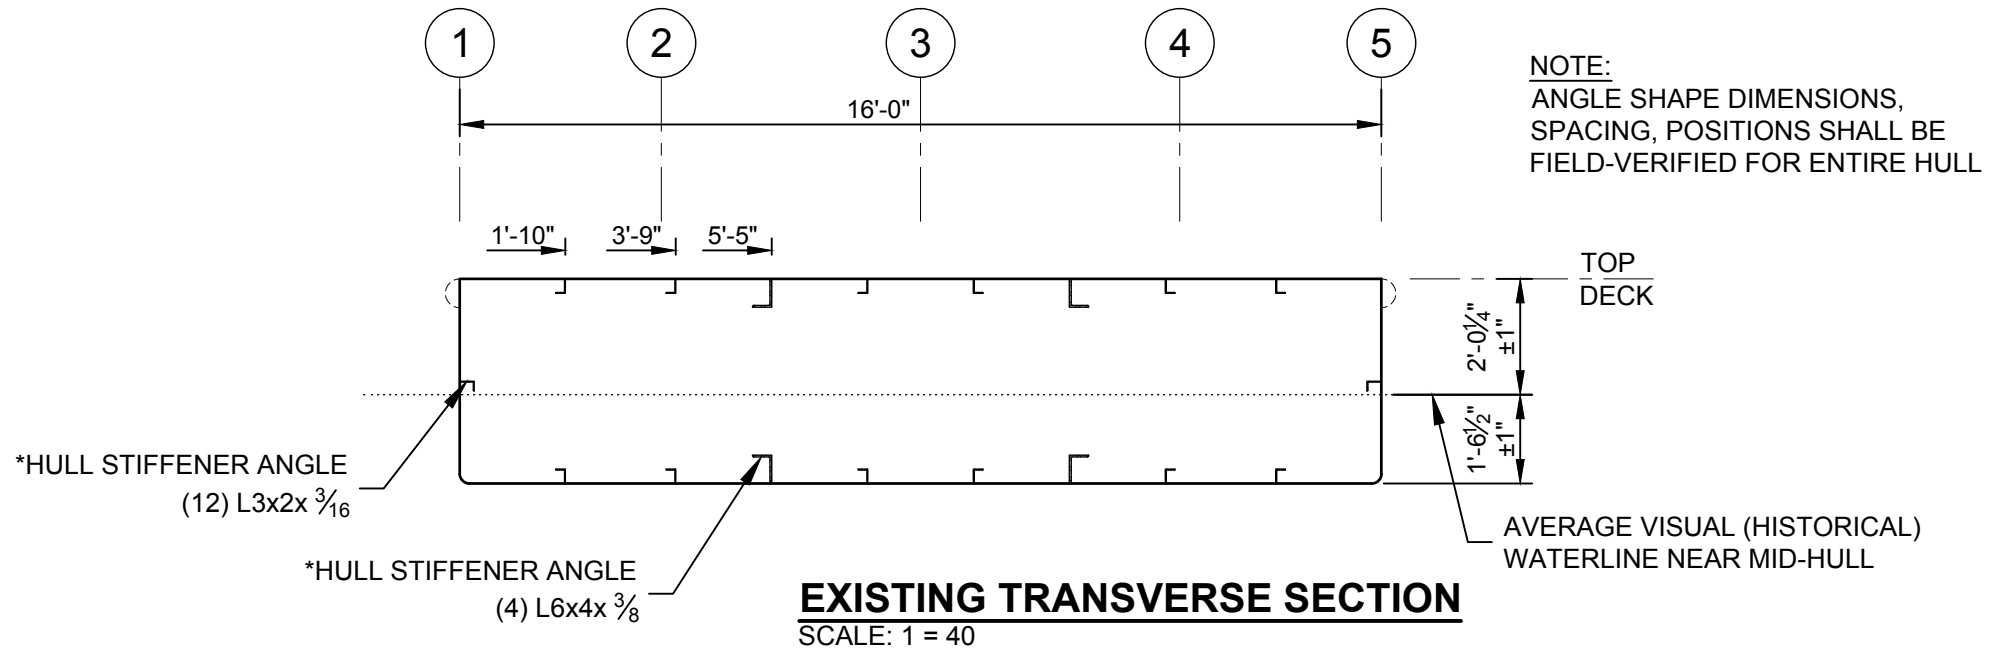 1 2 3 4 5
16'-0"
NOTE:
ANGLE SHAPE DIMENSIONS,
SPACING, POSITIONS SHALL BE
FIELD-VERIFIED FOR ENTIRE HULL
1'-10" 3'-9" 5'-5"
TOP
DECK
2'-0¼"
±1"
1'-6½"
±1"
*HULL STIFFENER ANGLE
(12) L3x2x 3⁄16
*HULL STIFFENER ANGLE
(4) L6x4x 3⁄8
AVERAGE VISUAL (HISTORICAL)
WATERLINE NEAR MID-HULL
EXISTING TRANSVERSE SECTION
SCALE: 1 = 40